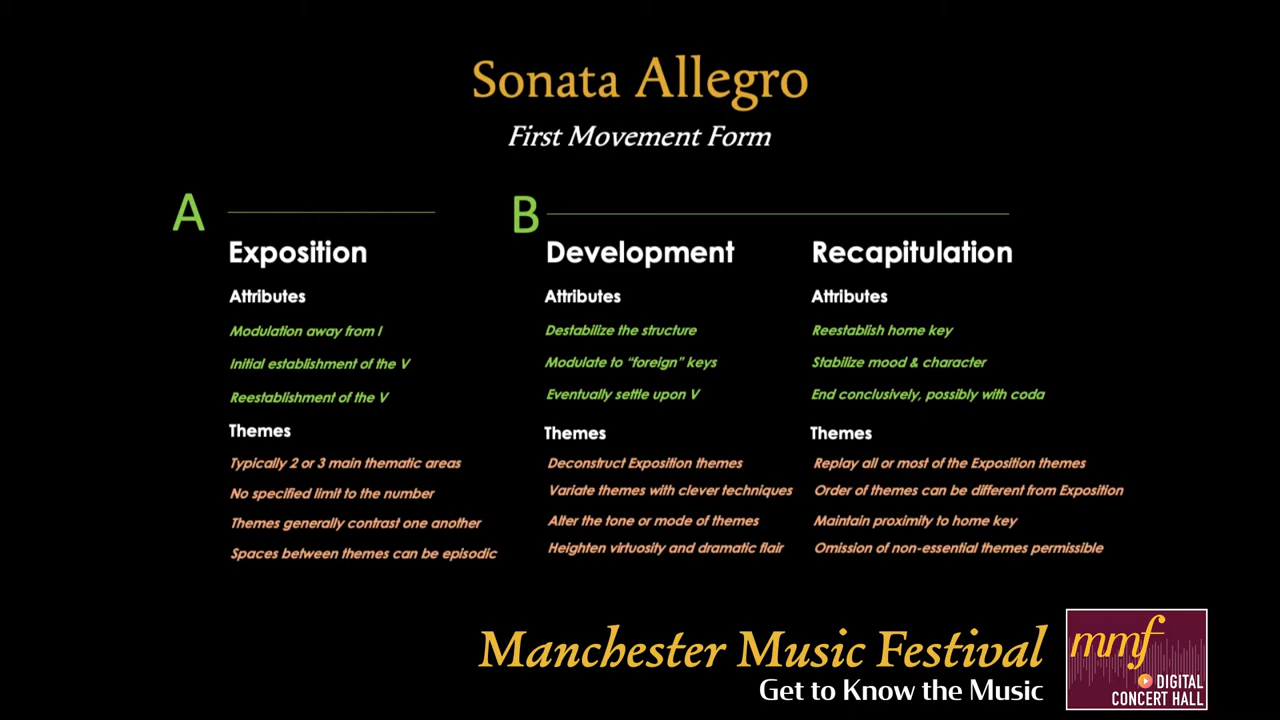 Sonata Allegro
First Movement Form
A
Exposition
Attributes
Modulation away from I
Initial establishment of the V
Reestablishment of the V
Themes
Typically 2 or 3 main thematic areas
No specified limit to the number
Themes generally contrast one another
Spaces between themes can be episodic
B
Development
Attributes
Destabilize the structure
Modulate to “foreign” keys
Eventually settle upon V
Themes
Deconstruct Exposition themes
Variate themes with clever techniques
Alter the tone or mode of themes
Heighten virtuosity and dramatic flair
Recapitulation
Attributes
Reestablish home key
Stabilize mood & character
End conclusively, possibly with coda
Themes
Replay all or most of the Exposition themes
Order of themes can be different from Exposition
Maintain proximity to home key
Omission of non-essential themes permissible
Manchester Music Festival
Get to Know the Music
mmf
DIGITAL
CONCERT HALL